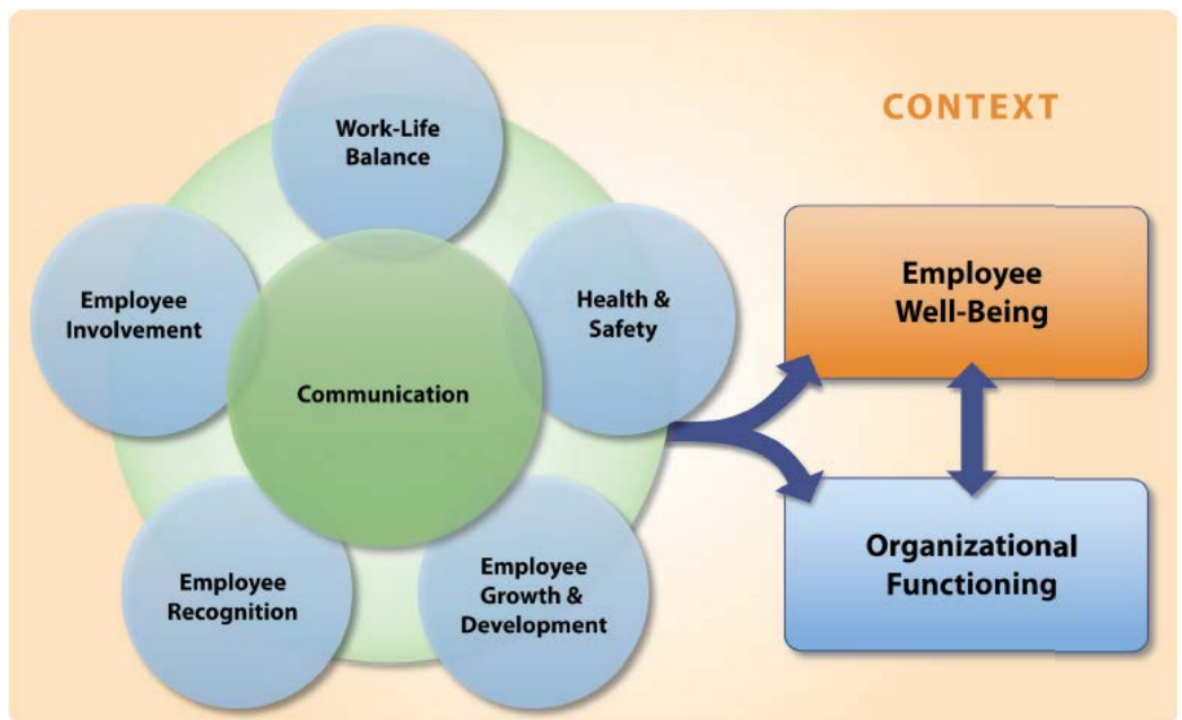 CONTEXT
Work-Life
Balance
Employee
Involvement
Health &
Safety
Communication
Employee
Recognition
Employee
Growth &
Development
Employee
Well-Being
Organizational
Functioning